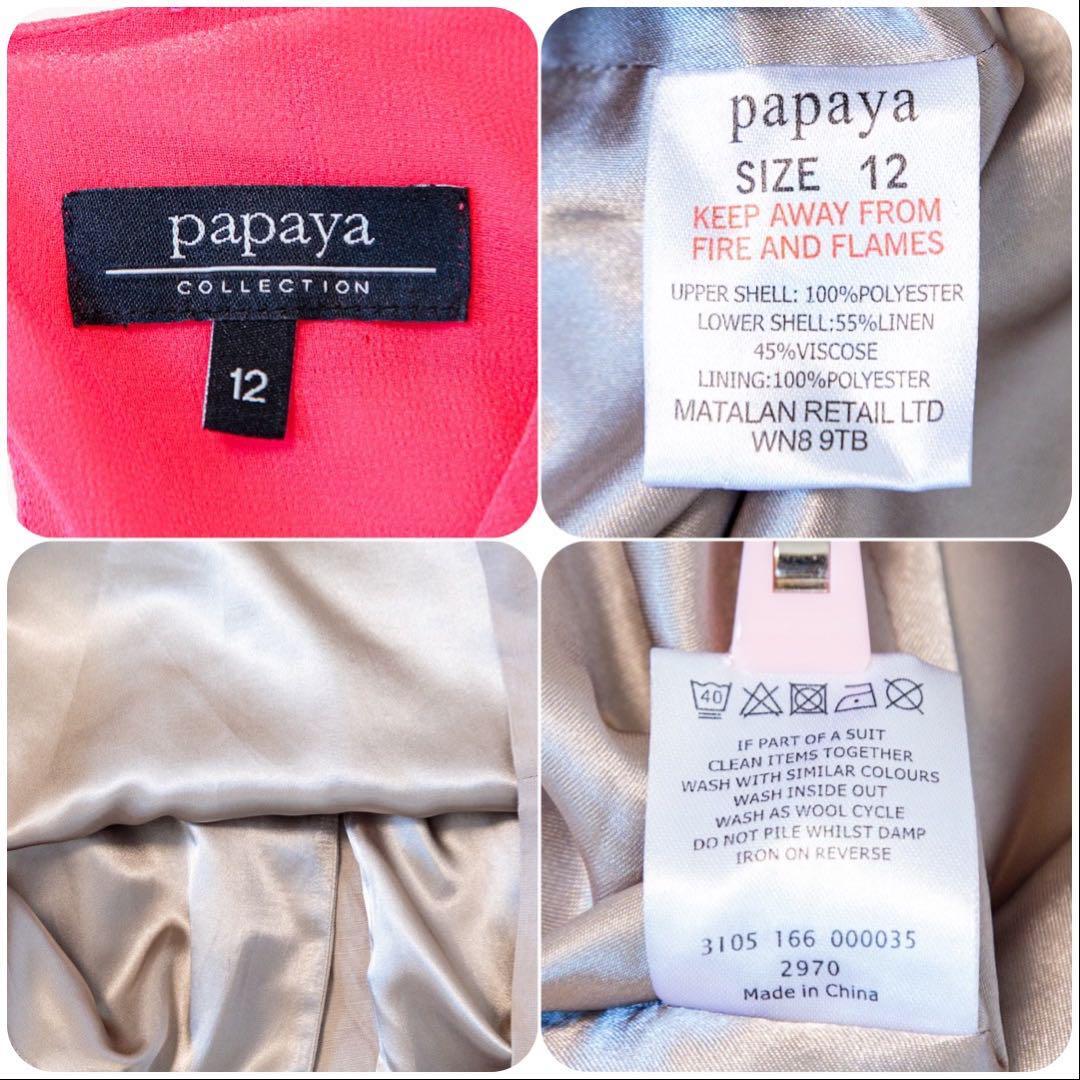 papaya
COLLECTION
12
papaya
SIZE 12
KEEP AWAY FROM
FIRE AND FLAMES
UPPER SHELL: 100%POLYESTER
LOWER SHELL:55%LINEN
45%VISCOSE
LINING:100%POLYESTER
MATALAN RETAIL LTD
WN8 9TB
40
IF PART OF A SUIT
CLEAN ITEMS TOGETHER
WASH WITH SIMILAR COLOURS
WASH INSIDE OUT
WASH AS WOOL CYCLE
DO NOT PILE WHILST DAMP
IRON ON REVERSE
3105 166 000035
2970
Made in China